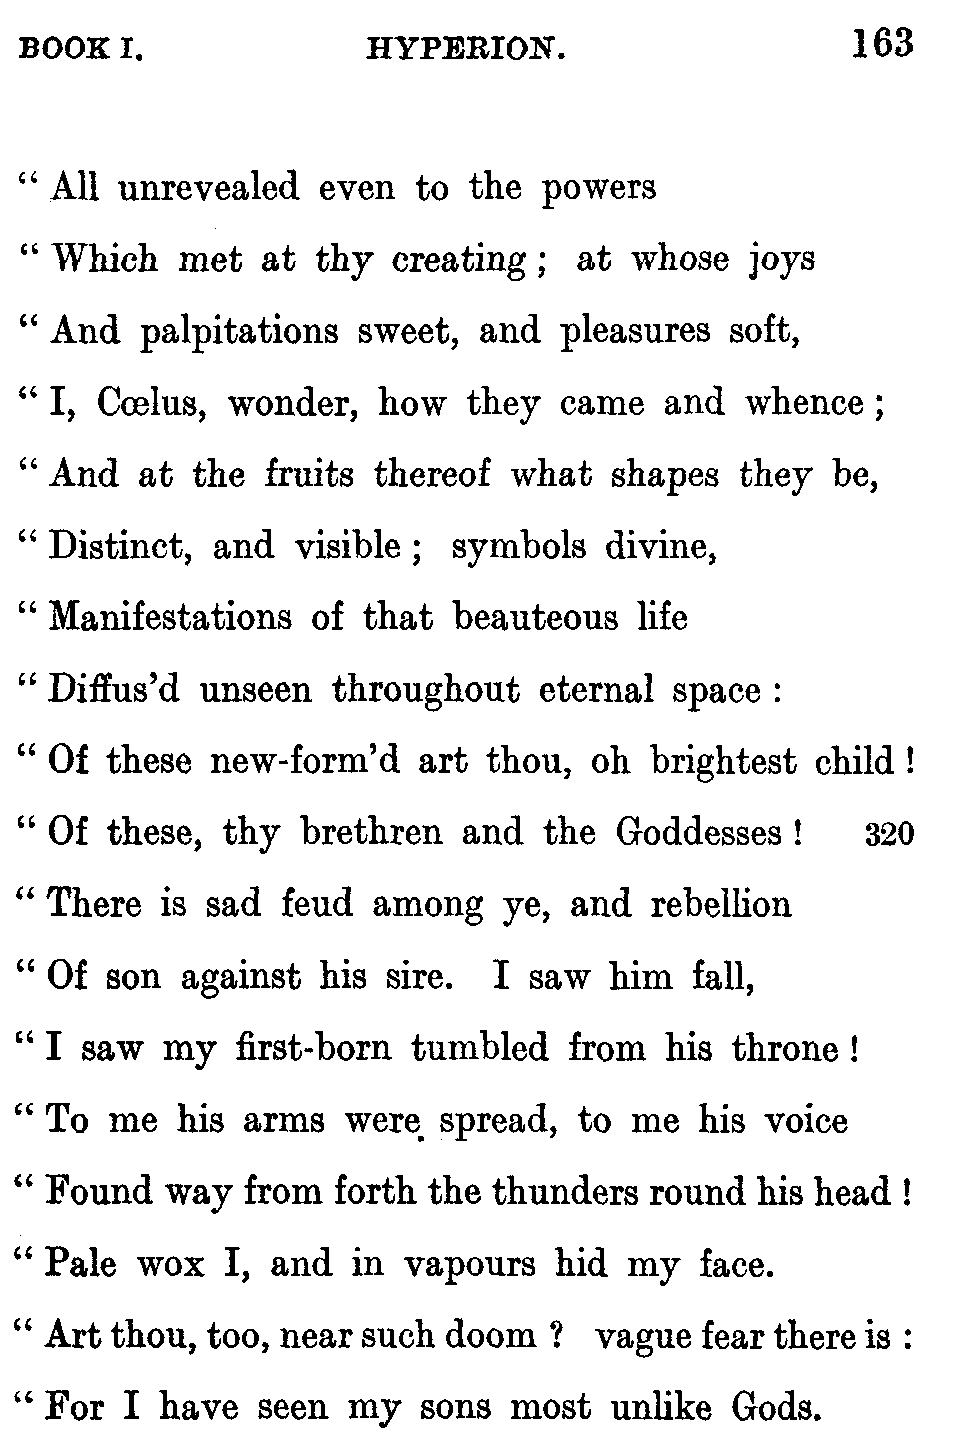 BOOK I. HYPERION. 163
“ All unrevealed even to the powers
“ Which met at thy creating ; at whose joys
“ And palpitations sweet, and pleasures soft,
“ I, Cœlus, wonder, how they came and whence ;
“ And at the fruits thereof what shapes they be,
“ Distinct, and visible ; symbols divine,
“ Manifestations of that beauteous life
“ Diffus’d unseen throughout eternal space :
“ Of these new-form’d art thou, oh brightest child !
“ Of these, thy brethren and the Goddesses ! 320
“ There is sad feud among ye, and rebellion
“ Of son against his sire. I saw him fall,
“ I saw my first-born tumbled from his throne !
“ To me his arms were spread, to me his voice
“ Found way from forth the thunders round his head !
“ Pale wox I, and in vapours hid my face.
“ Art thou, too, near such doom ? vague fear there is :
“ For I have seen my sons most unlike Gods.